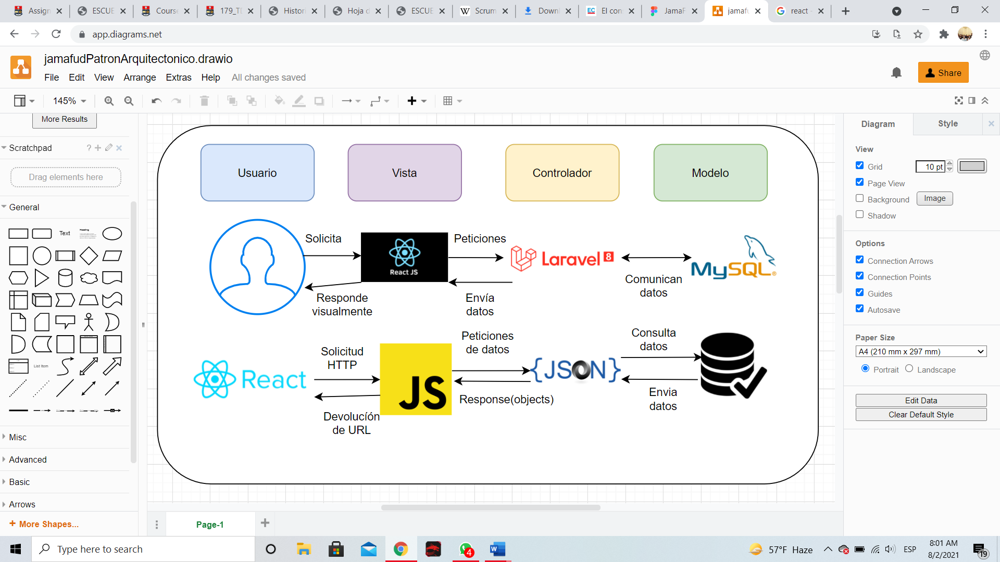 Assign
ESCUE
Course
179_TI
Histori
Hoja d
ESCUE
Scrum
Downl
El con
JamaF
jamafu
react -
app.diagrams.net
jamafudPatronArquitectonico.drawio
File Edit View Arrange Extras Help All changes saved
Share
145%
More Results
Scratchpad
Drag elements here
General
Text
Heading
List Item
Misc
Advanced
Basic
Arrows
+ More Shapes...
Usuario
Vista
Controlador
Modelo
Solicita
React JS
Peticiones
Laravel 8
MySQL®
Responde
visualmente
Envía
datos
Comunican
datos
React
Solicitud
HTTP
Devolucíón
de URL
JS
Peticiones
de datos
Response(objects)
{JSON}
Consulta
datos
Envia
datos
Page-1
Diagram
Style
View
Grid
10 pt
Page View
Background
Image
Shadow
Options
Connection Arrows
Connection Points
Guides
Autosave
Paper Size
A4 (210 mm x 297 mm)
Portrait
Landscape
Edit Data
Clear Default Style
Type here to search
4
57°F Haze
ESP
8:01 AM
8/2/2021
19